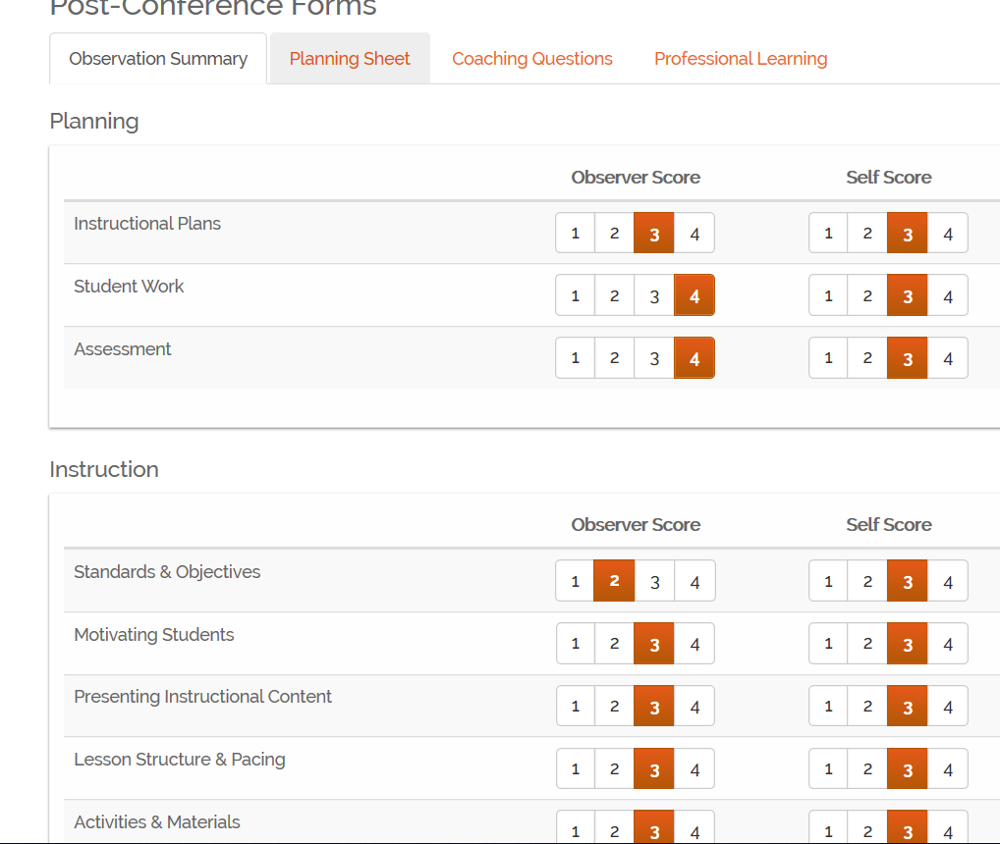 Post-Conference Forms
Observation Summary Planning Sheet Coaching Questions Professional Learning
Planning
Observer Score Self Score
Instructional Plans 1 2 3 4 1 2 3 4
Student Work 1 2 3 4 1 2 3 4
Assessment 1 2 3 4 1 2 3 4
Instruction
Observer Score Self Score
Standards & Objectives 1 2 3 4 1 2 3 4
Motivating Students 1 2 3 4 1 2 3 4
Presenting Instructional Content 1 2 3 4 1 2 3 4
Lesson Structure & Pacing 1 2 3 4 1 2 3 4
Activities & Materials 1 2 3 4 1 2 3 4